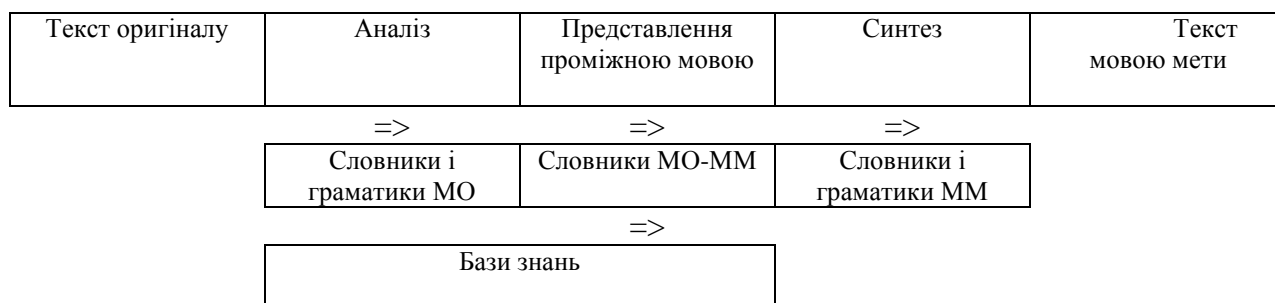 Текст оригіналу
Аналіз
Представлення
проміжною мовою
Синтез
Текст
мовою мети
=> => =>
Словники і
граматики МО
Словники МО-ММ
Словники і
граматики ММ
=>
Бази знань